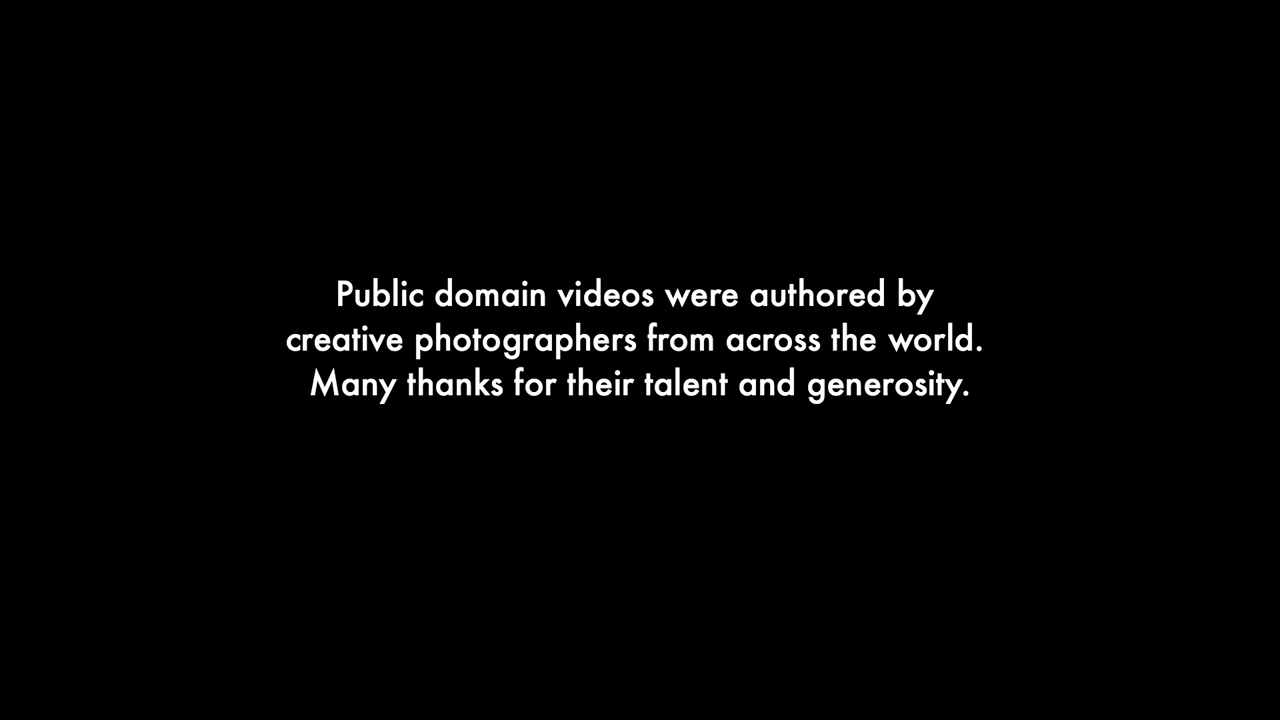 Public domain videos were authored by
creative photographers from across the world.
Many thanks for their talent and generosity.